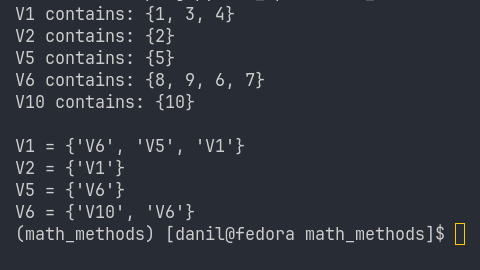 V1 contains: {1, 3, 4}
V2 contains: {2}
V5 contains: {5}
V6 contains: {8, 9, 6, 7}
V10 contains: {10}
V1 = {'V6', 'V5', 'V1'}
V2 = {'V1'}
V5 = {'V6'}
V6 = {'V10', 'V6'}
(math_methods) [danil@fedora math_methods]$